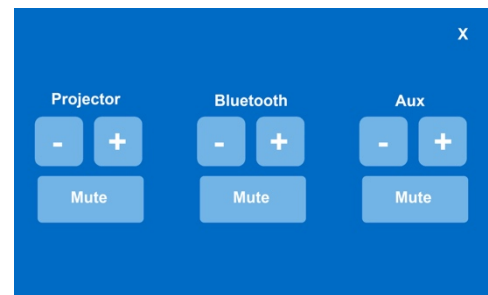 X
Projector Bluetooth Aux
- + - + - +
Mute Mute Mute